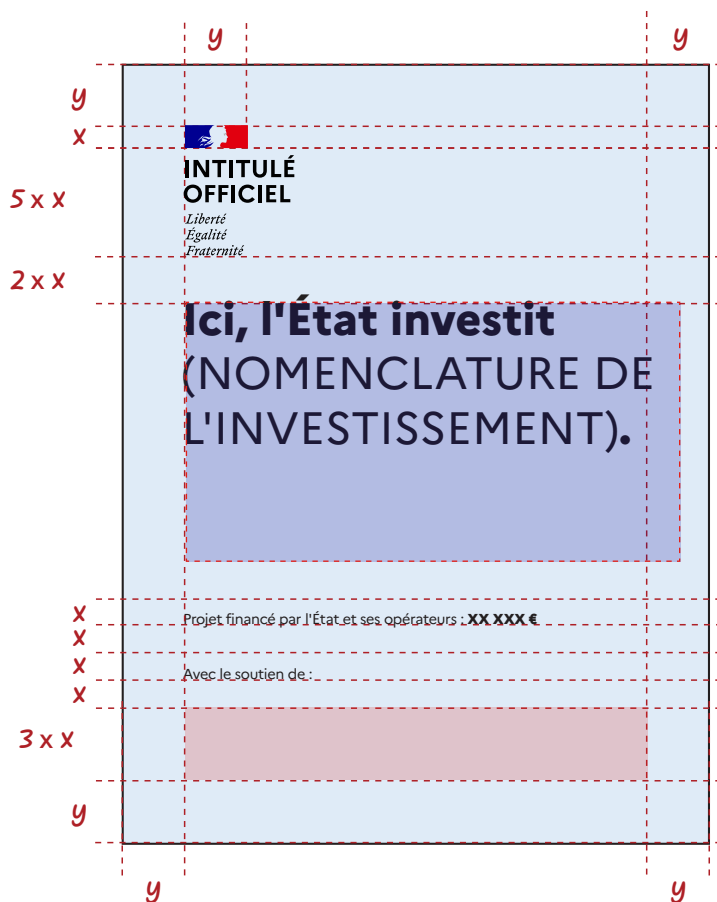 y y
y
x
INTITULÉ
OFFICIEL
5 x x
Liberté
Égalité
Fraternité
2 x x
Ici, l'État investit
(NOMENCLATURE DE
L'INVESTISSEMENT).
x
Projet financé par l'État et ses opérateurs : XX XXX €
x
x
Avec le soutien de :
x
3 x x
y
y y